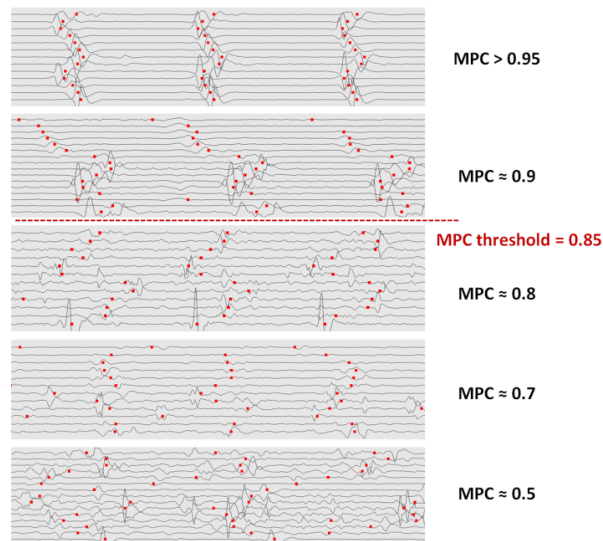 MPC > 0.95
MPC ≈ 0.9
MPC threshold = 0.85
MPC ≈ 0.8
MPC ≈ 0.7
MPC ≈ 0.5